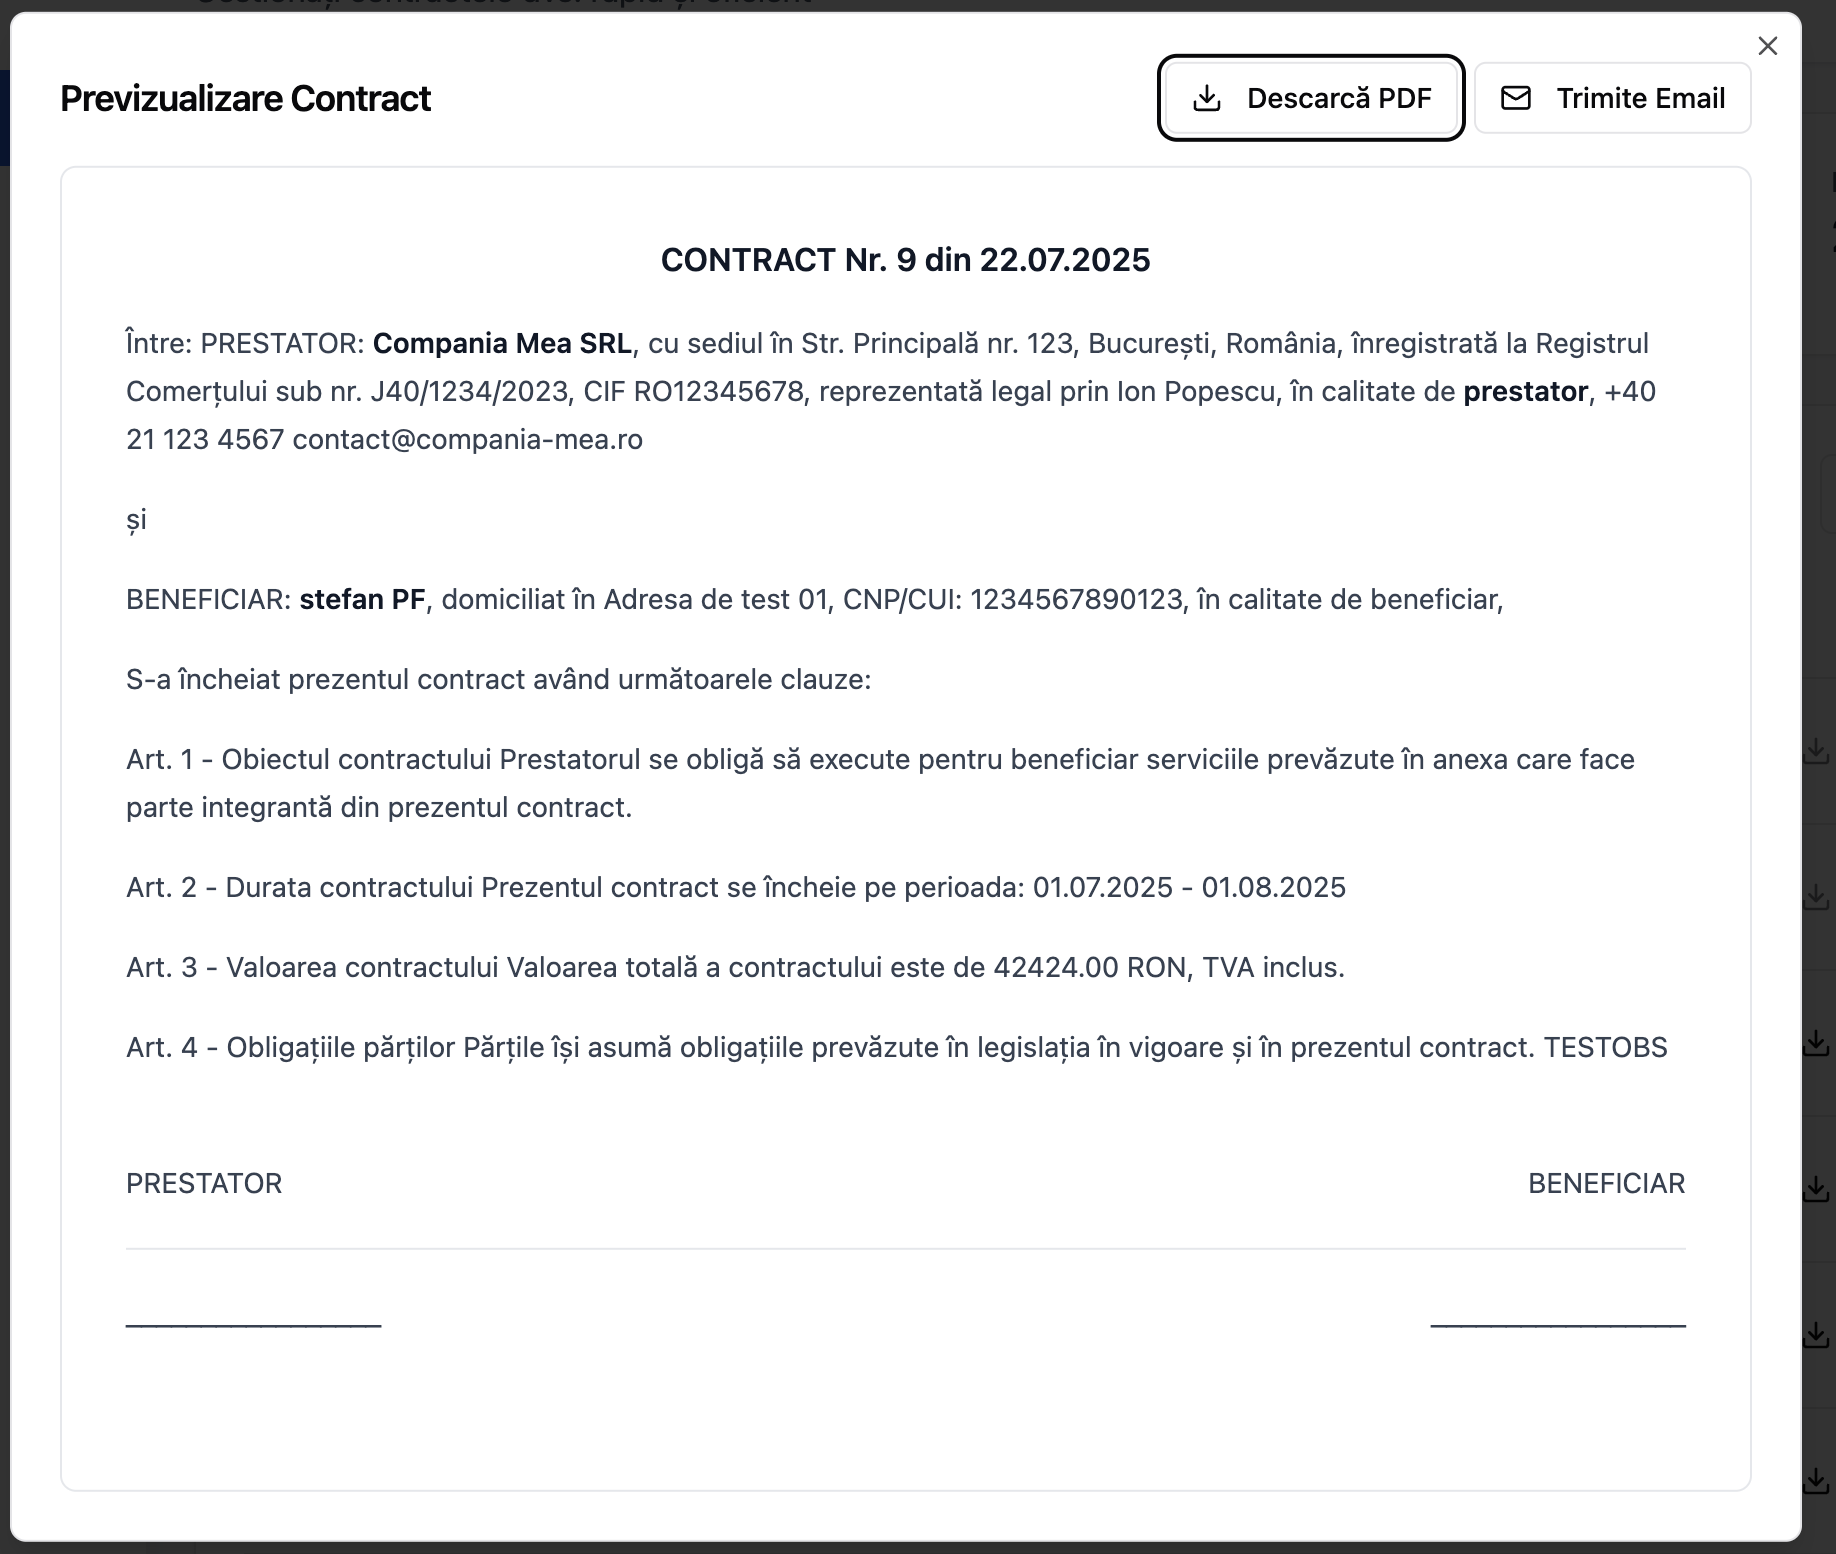 Previzualizare Contract
Descarcă PDF
Trimite Email
CONTRACT Nr. 9 din 22.07.2025
Între: PRESTATOR: Compania Mea SRL, cu sediul în Str. Principală nr. 123, București, România, înregistrată la Registrul
Comerțului sub nr. J40/1234/2023, CIF RO12345678, reprezentată legal prin Ion Popescu, în calitate de prestator, +40
21 123 4567 contact@compania-mea.ro
și
BENEFICIAR: stefan PF, domiciliat în Adresa de test 01, CNP/CUI: 1234567890123, în calitate de beneficiar,
S-a încheiat prezentul contract având următoarele clauze:
Art. 1 - Obiectul contractului Prestatorul se obligă să execute pentru beneficiar serviciile prevăzute în anexa care face
parte integrantă din prezentul contract.
Art. 2 - Durata contractului Prezentul contract se încheie pe perioada: 01.07.2025 - 01.08.2025
Art. 3 - Valoarea contractului Valoarea totală a contractului este de 42424.00 RON, TVA inclus.
Art. 4 - Obligațiile părților Părțile își asumă obligațiile prevăzute în legislația în vigoare și în prezentul contract. TESTOBS
PRESTATOR
BENEFICIAR